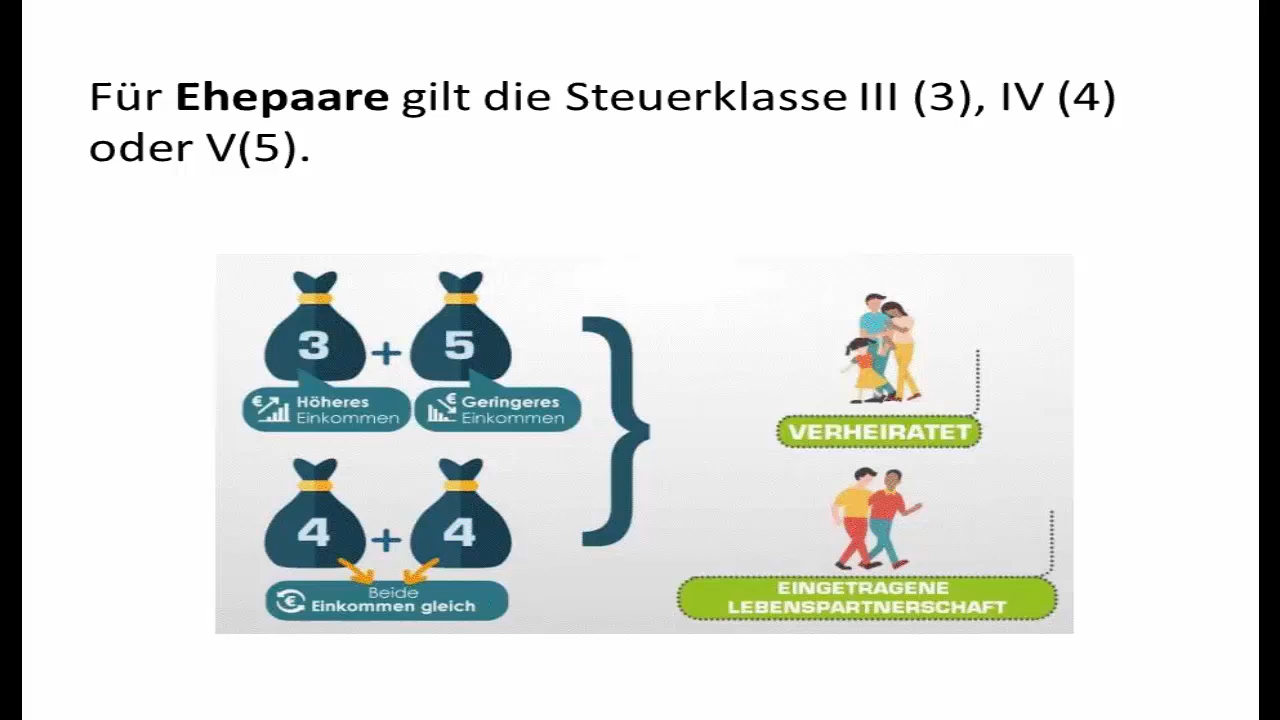 Für Ehepaare gilt die Steuerklasse III (3), IV (4)
oder V(5).
3 + 5
€ Höheres
Einkommen
€ Geringeres
Einkommen
4 + 4
Beide
€ Einkommen gleich
VERHEIRATET
EINGETRAGENE
LEBENSPARTNERSCHAFT